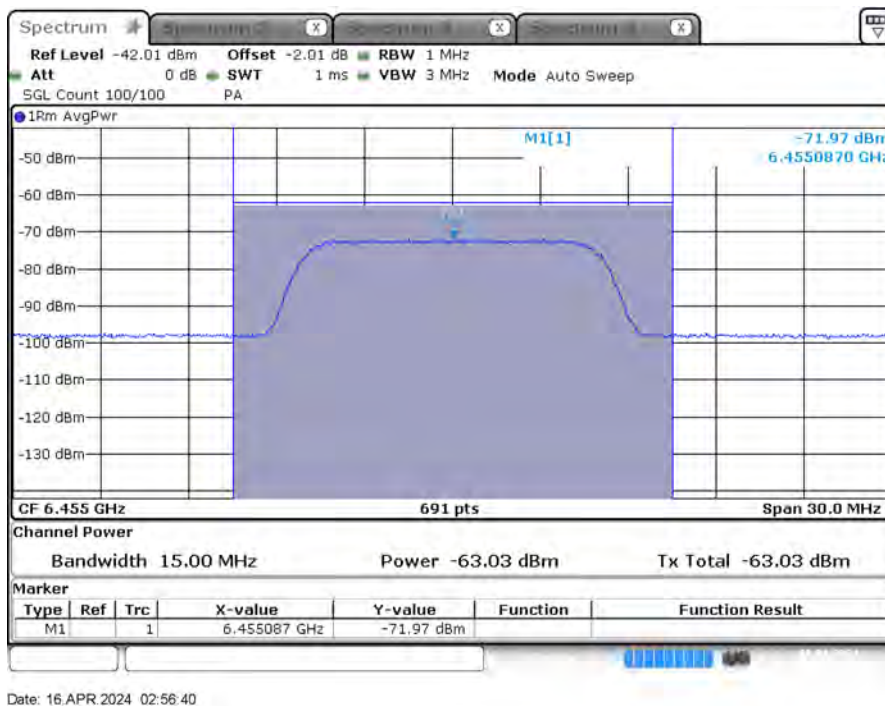 Spectrum X X X
Ref Level -42.01 dBm Offset -2.01 dB RBW 1 MHz
Att 0 dB SWT 1 ms VBW 3 MHz Mode Auto Sweep
SGL Count 100/100 PA
1Rm AvgPwr
M1[1] -71.97 dBm
6.4550870 GHz
-50 dBm
-60 dBm
-70 dBm
-80 dBm
-90 dBm
-100 dBm
-110 dBm
-120 dBm
-130 dBm
CF 6.455 GHz 691 pts Span 30.0 MHz
Channel Power
Bandwidth 15.00 MHz Power -63.03 dBm Tx Total -63.03 dBm
Marker
Type Ref Trc X-value Y-value Function Function Result
M1 1 6.455087 GHz -71.97 dBm
Date: 16.APR.2024 02:56:40